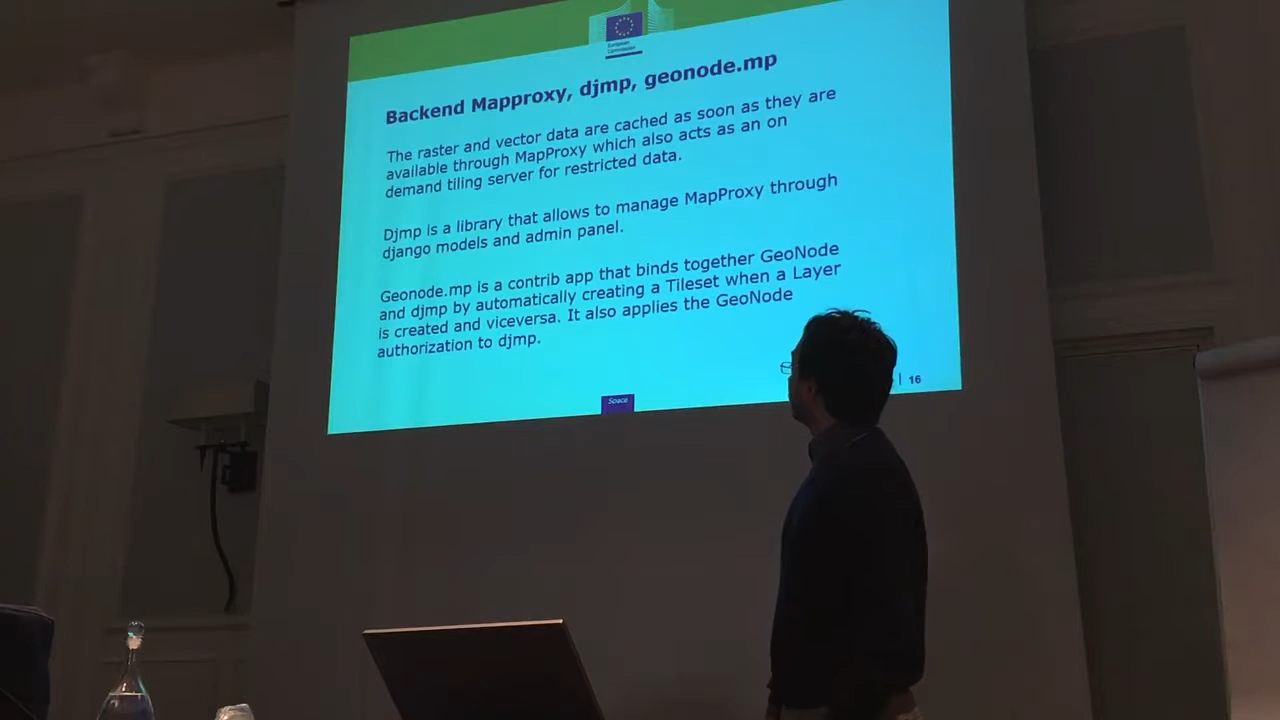 European
Commission
Backend Mapproxy, djmp, geonode.mp
The raster and vector data are cached as soon as they are
available through MapProxy which also acts as an on
demand tiling server for restricted data.
Djmp is a library that allows to manage MapProxy through
django models and admin panel.
Geonode.mp is a contrib app that binds together GeoNode
and djmp by automatically creating a Tileset when a Layer
is created and viceversa. It also applies the GeoNode
authorization to djmp.
| 16
Space